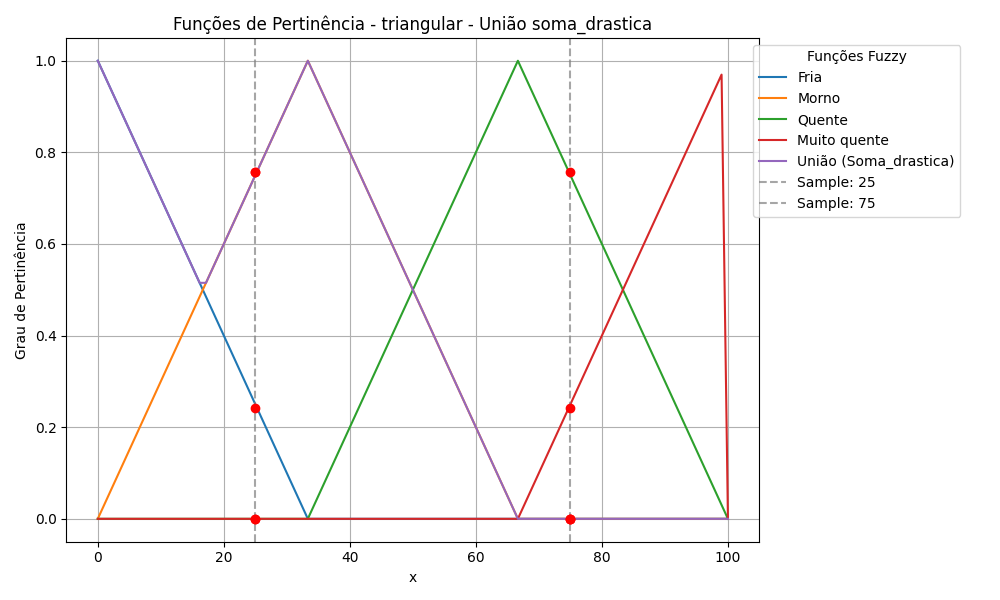 Funções de Pertinência - triangular - União soma_drastica
Funções Fuzzy
Fria
Morno
Quente
Muito quente
União (Soma_drastica)
Sample: 25
Sample: 75
Grau de Pertinência
1.0
0.8
0.6
0.4
0.2
0.0
0 20 40 60 80 100
x